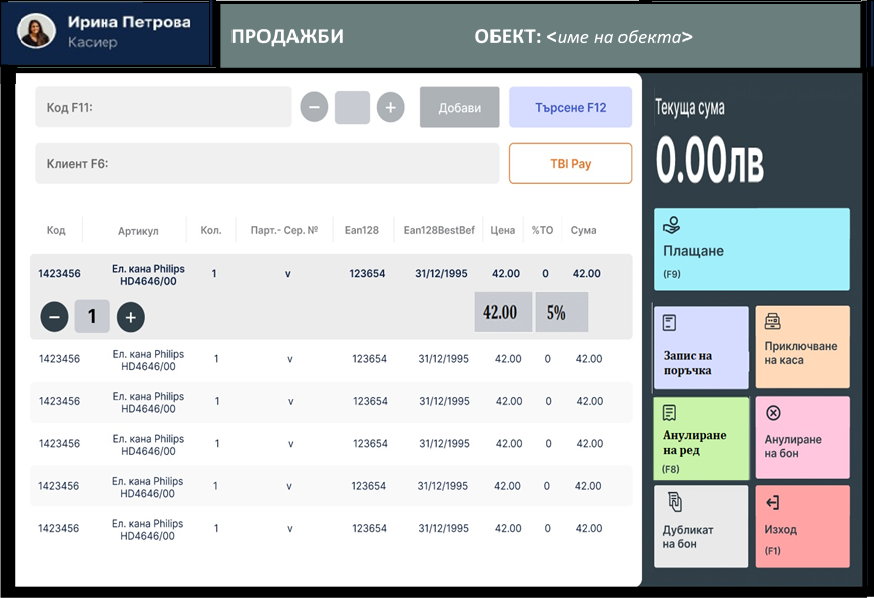 Ирина Петрова
Касиер
ПРОДАЖБИ
ОБЕКТ: <име на обекта>
Код F11:
Добави
Търсене F12
Клиент F6:
TBI Pay
Код Артикул Кол. Парт.- Сер. № Ean128 Ean128BestBef Цена %ТО Сума
1423456 Ел. кана Philips HD4646/00 1 v 123654 31/12/1995 42.00 0 42.00
1 42.00 5%
1423456 Ел. кана Philips HD4646/00 1 v 123654 31/12/1995 42.00 0 42.00
1423456 Ел. кана Philips HD4646/00 1 v 123654 31/12/1995 42.00 0 42.00
1423456 Ел. кана Philips HD4646/00 1 v 123654 31/12/1995 42.00 0 42.00
1423456 Ел. кана Philips HD4646/00 1 v 123654 31/12/1995 42.00 0 42.00
1423456 Ел. кана Philips HD4646/00 1 v 123654 31/12/1995 42.00 0 42.00
Текуща сума
0.00лв
Плащане
(F9)
Запис на
поръчка
Приключване
на каса
Анулиране
на ред
(F8)
Анулиране
на бон
Дубликат
на бон
Изход
(F1)